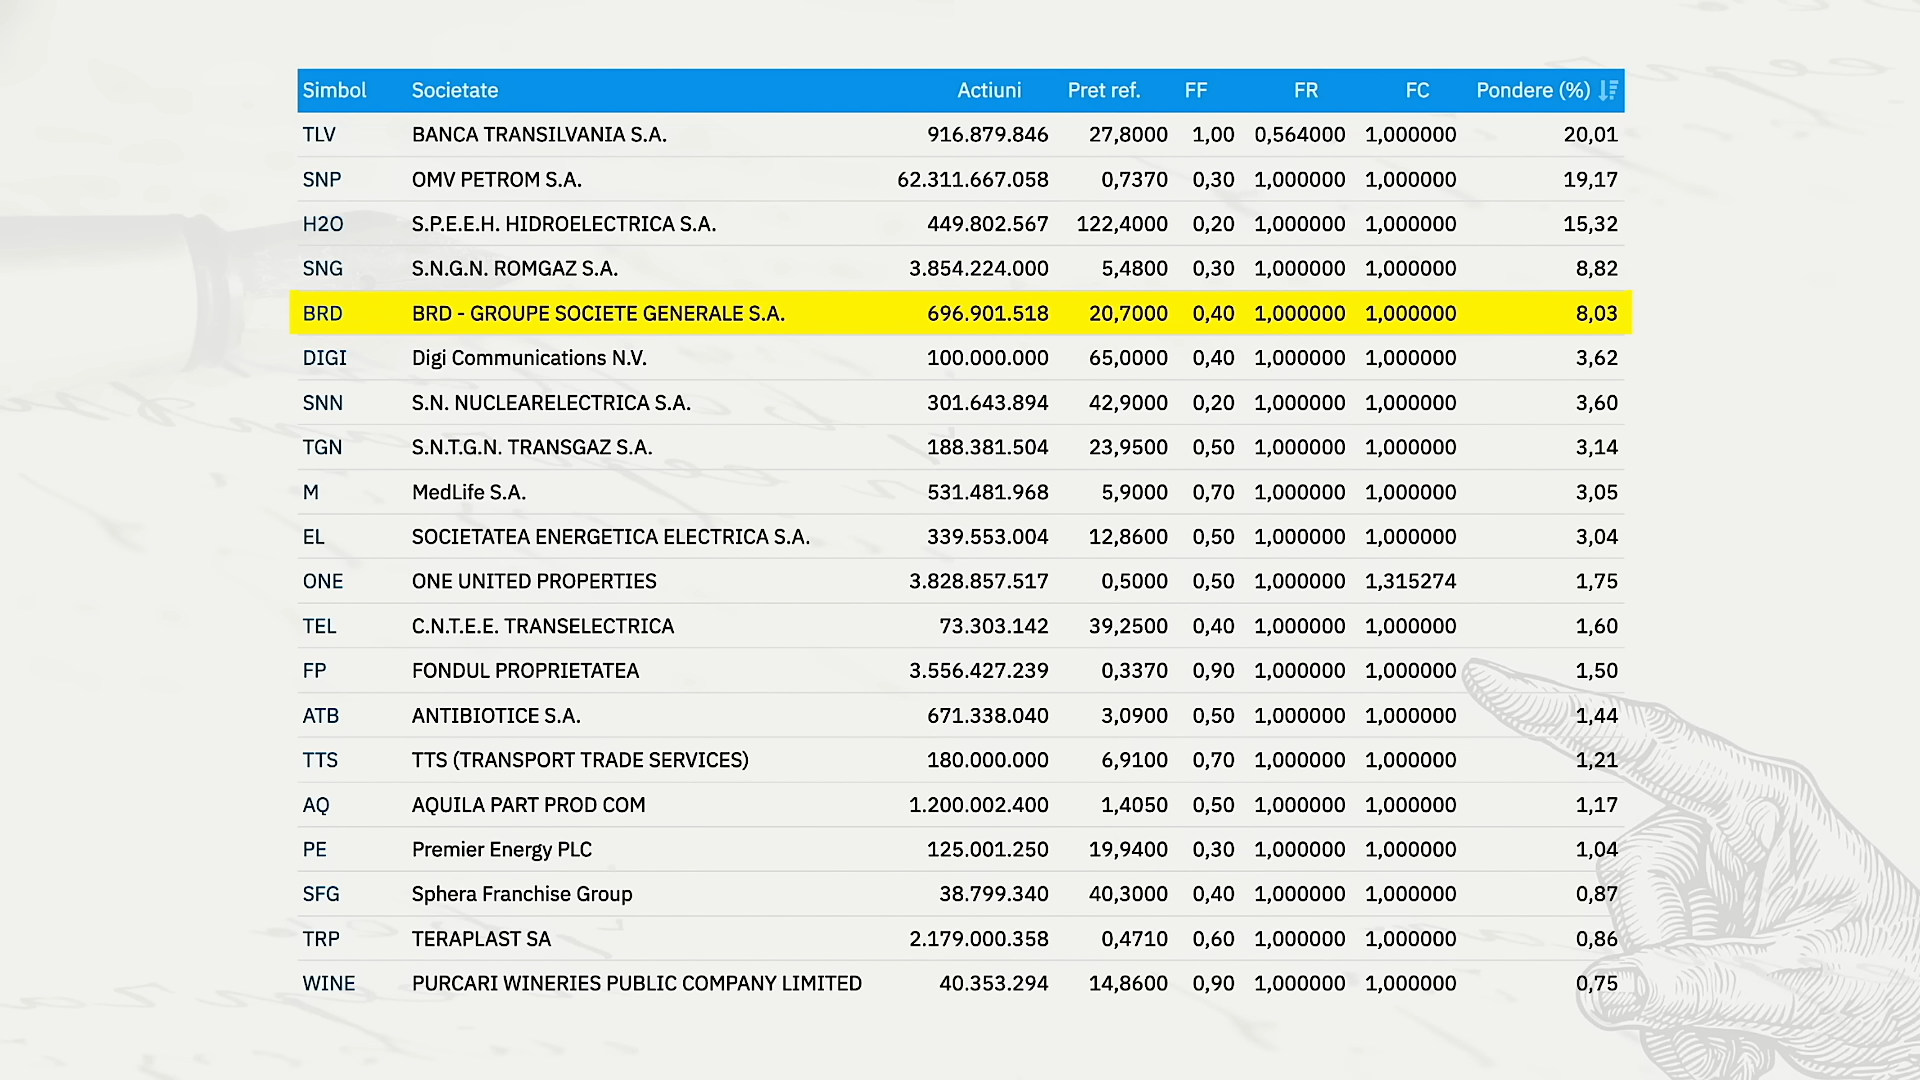 Simbol Societate Actiuni Pret ref. FF FR FC Pondere (%)
TLV BANCA TRANSILVANIA S.A. 916.879.846 27,8000 1,00 0,564000 1,000000 20,01
SNP OMV PETROM S.A. 62.311.667.058 0,7370 0,30 1,000000 1,000000 19,17
H2O S.P.E.E.H. HIDROELECTRICA S.A. 449.802.567 122,4000 0,20 1,000000 1,000000 15,32
SNG S.N.G.N. ROMGAZ S.A. 3.854.224.000 5,4800 0,30 1,000000 1,000000 8,82
BRD BRD - GROUPE SOCIETE GENERALE S.A. 696.901.518 20,7000 0,40 1,000000 1,000000 8,03
DIGI Digi Communications N.V. 100.000.000 65,0000 0,40 1,000000 1,000000 3,62
SNN S.N. NUCLEARELECTRICA S.A. 301.643.894 42,9000 0,20 1,000000 1,000000 3,60
TGN S.N.T.G.N. TRANSGAZ S.A. 188.381.504 23,9500 0,50 1,000000 1,000000 3,14
M MedLife S.A. 531.481.968 5,9000 0,70 1,000000 1,000000 3,05
EL SOCIETATEA ENERGETICA ELECTRICA S.A. 339.553.004 12,8600 0,50 1,000000 1,000000 3,04
ONE ONE UNITED PROPERTIES 3.828.857.517 0,5000 0,50 1,000000 1,315274 1,75
TEL C.N.T.E.E. TRANSELECTRICA 73.303.142 39,2500 0,40 1,000000 1,000000 1,60
FP FONDUL PROPRIETATEA 3.556.427.239 0,3370 0,90 1,000000 1,000000 1,50
ATB ANTIBIOTICE S.A. 671.338.040 3,0900 0,50 1,000000 1,000000 1,44
TTS TTS (TRANSPORT TRADE SERVICES) 180.000.000 6,9100 0,70 1,000000 1,000000 1,21
AQ AQUILA PART PROD COM 1.200.002.400 1,4050 0,50 1,000000 1,000000 1,17
PE Premier Energy PLC 125.001.250 19,9400 0,30 1,000000 1,000000 1,04
SFG Sphera Franchise Group 38.799.340 40,3000 0,40 1,000000 1,000000 0,87
TRP TERAPLAST SA 2.179.000.358 0,4710 0,60 1,000000 1,000000 0,86
WINE PURCARI WINERIES PUBLIC COMPANY LIMITED 40.353.294 14,8600 0,90 1,000000 1,000000 0,75